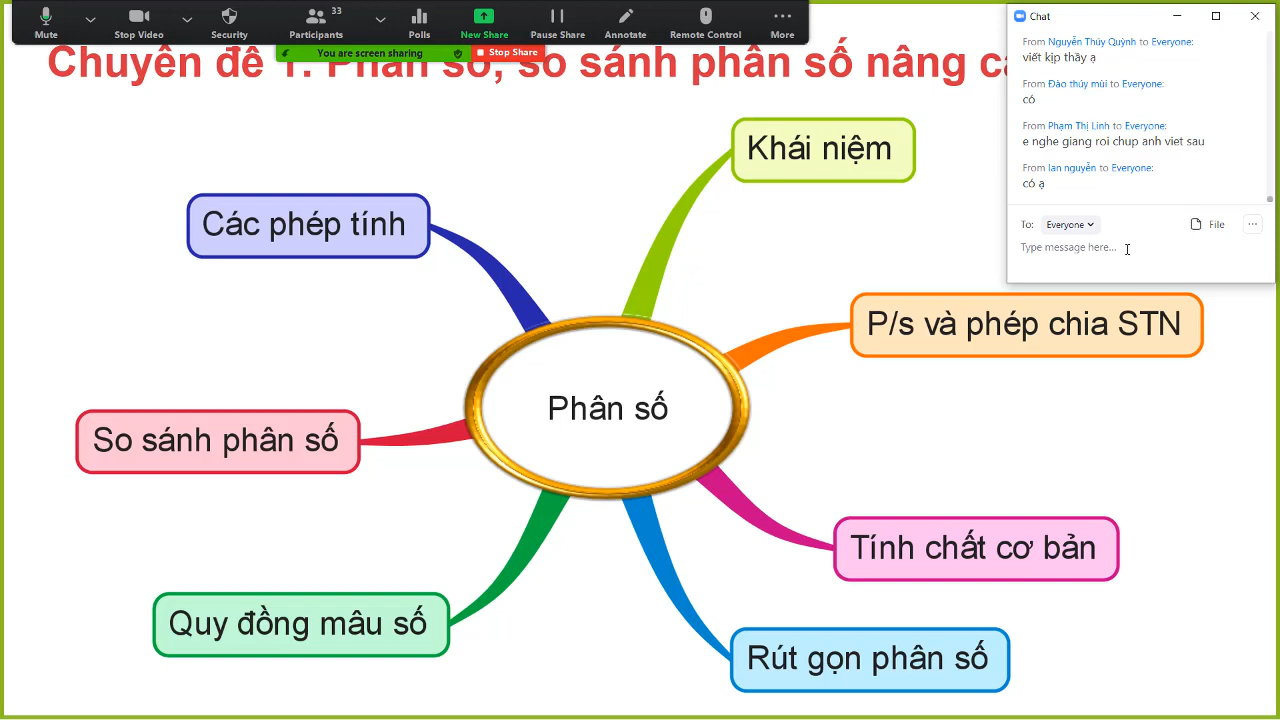 Mute
Stop Video
Security
Participants
33
Polls
New Share
Pause Share
Annotate
Remote Control
More
You are screen sharing
Stop Share
Chuyên đề 1: Phân số, so sánh phân số nâng ca
Khái niệm
Các phép tính
P/s và phép chia STN
Phân số
So sánh phân số
Tính chất cơ bản
Quy đồng mâu số
Rút gọn phân số
Chat
From Nguyễn Thúy Quỳnh to Everyone:
viết kịp thầy ạ
From Đào thúy mùi to Everyone:
có
From Phạm Thị Linh to Everyone:
e nghe giang roi chup anh viet sau
From lan nguyễn to Everyone:
có ạ
To: Everyone
File
Type message here...